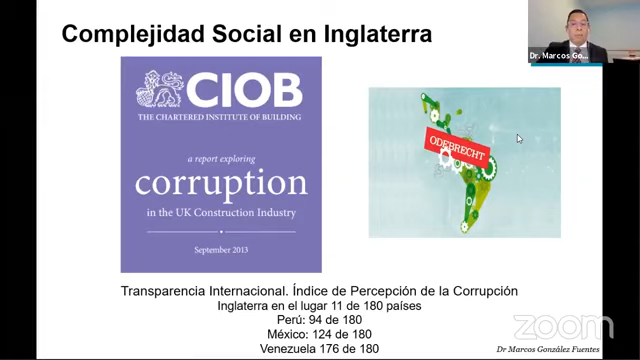 Complejidad Social en Inglaterra
Dr. Marcos Go...
CIOB
THE CHARTERED INSTITUTE OF BUILDING
a report exploring
corruption
in the UK Construction Industry
September 2013
ODEBRECHT
Transparencia Internacional. Índice de Percepción de la Corrupción
Inglaterra en el lugar 11 de 180 países
Perú: 94 de 180
México: 124 de 180
Venezuela 176 de 180
zoom
Dr Marcos González Fuentes